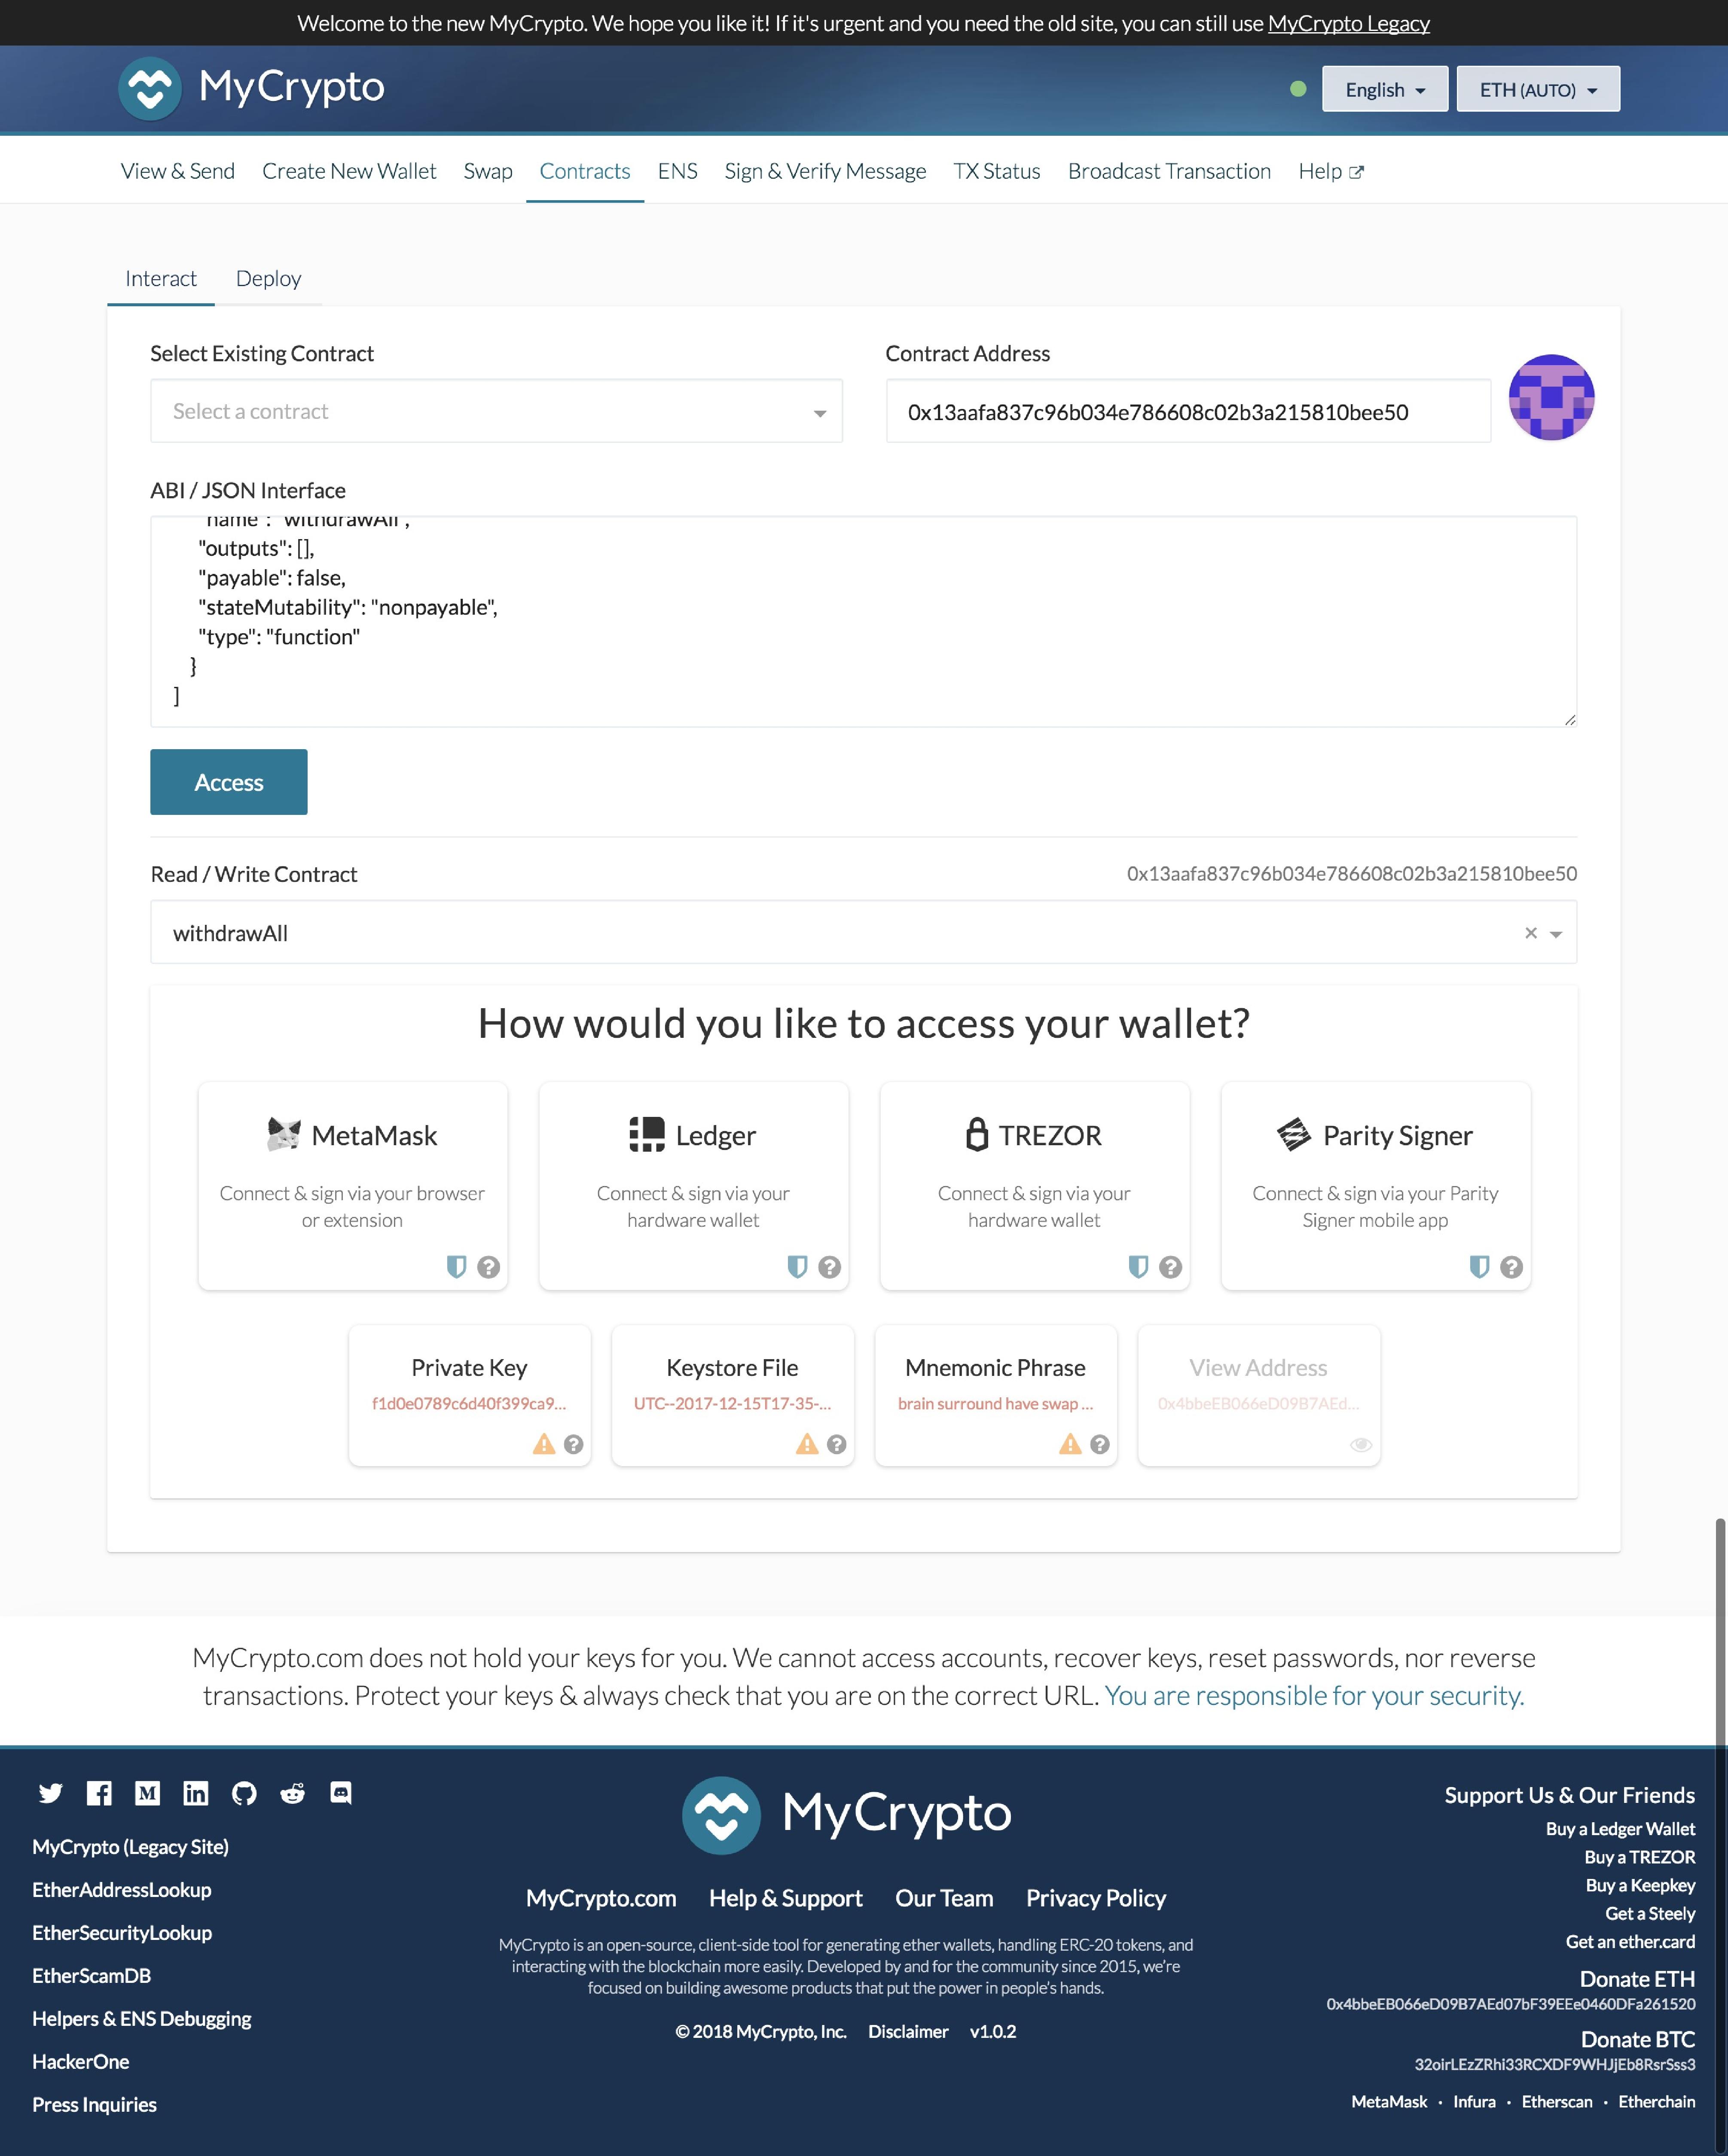 Welcome to the new MyCrypto. We hope you like it! If it's urgent and you need the old site, you can still use MyCrypto Legacy
MyCrypto
English
ETH (AUTO)
View & Send Create New Wallet Swap Contracts ENS Sign & Verify Message TX Status Broadcast Transaction Help
Interact Deploy
Select Existing Contract
Select a contract
Contract Address
0x13aafa837c96b034e786608c02b3a215810bee50
ABI / JSON Interface
"name": "withdrawAll",
"outputs": [],
"payable": false,
"stateMutability": "nonpayable",
"type": "function"
}
]
Access
Read / Write Contract
0x13aafa837c96b034e786608c02b3a215810bee50
withdrawAll
How would you like to access your wallet?
MetaMask
Connect & sign via your browser
or extension
Ledger
Connect & sign via your
hardware wallet
TREZOR
Connect & sign via your
hardware wallet
Parity Signer
Connect & sign via your Parity
Signer mobile app
Private Key
f1d0e0789c6d40f399ca9...
Keystore File
UTC--2017-12-15T17-35-...
Mnemonic Phrase
brain surround have swap ...
View Address
0x4bbeEB066eD09B7AEd...
MyCrypto.com does not hold your keys for you. We cannot access accounts, recover keys, reset passwords, nor reverse
transactions. Protect your keys & always check that you are on the correct URL. You are responsible for your security.
MyCrypto (Legacy Site)
EtherAddressLookup
EtherSecurityLookup
EtherScamDB
Helpers & ENS Debugging
HackerOne
Press Inquiries
MyCrypto
MyCrypto.com Help & Support Our Team Privacy Policy
MyCrypto is an open-source, client-side tool for generating ether wallets, handling ERC-20 tokens, and
interacting with the blockchain more easily. Developed by and for the community since 2015, we're
focused on building awesome products that put the power in people's hands.
© 2018 MyCrypto, Inc. Disclaimer v1.0.2
Support Us & Our Friends
Buy a Ledger Wallet
Buy a TREZOR
Buy a Keepkey
Get a Steely
Get an ether.card
Donate ETH
0x4bbeEB066eD09B7AEd07bF39EEe0460DFa261520
Donate BTC
32oirLEzZRhi33RCXDF9WHJjEb8RsrSss3
MetaMask · Infura · Etherscan · Etherchain